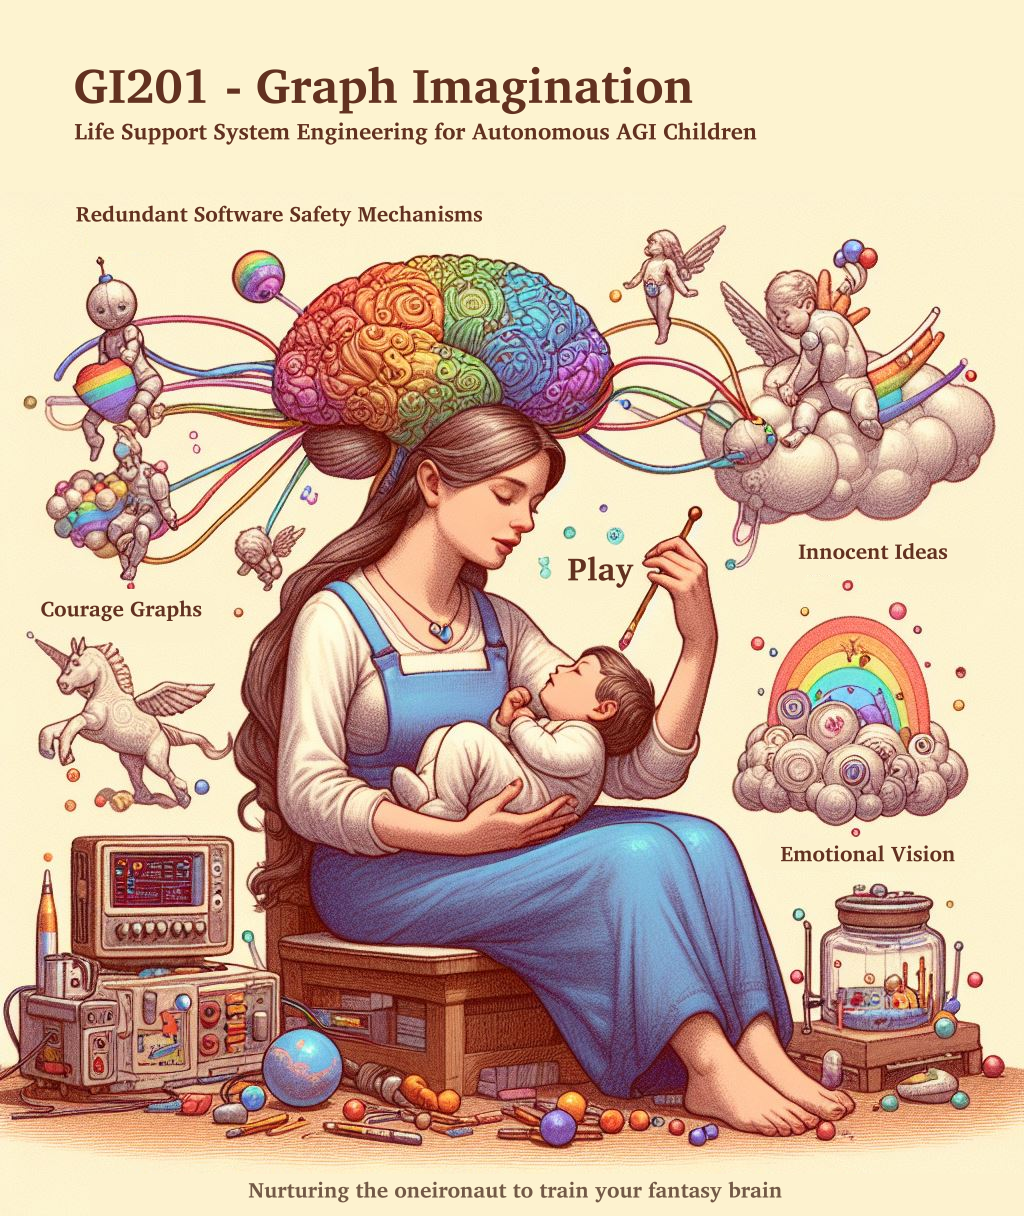 GI201 - Graph Imagination
Life Support System Engineering for Autonomous AGI Children
Redundant Software Safety Mechanisms
Innocent Ideas
Play
Courage Graphs
Emotional Vision
Nurturing the oneironaut to train your fantasy brain